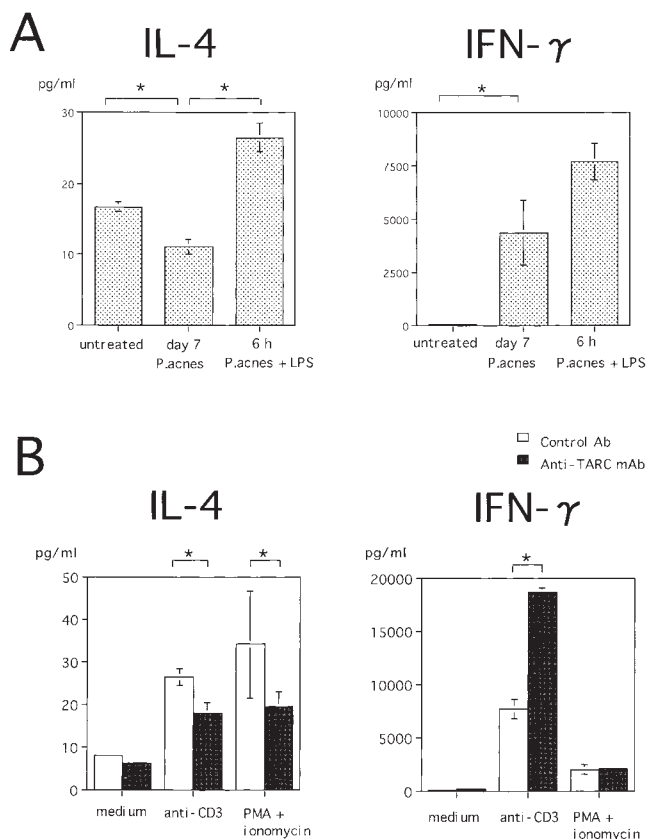 A
IL-4
IFN-γ
pg/ml
*
*
30
20
10
0
untreated
day 7
P.acnes
6 h
P.acnes + LPS
pg/ml
*
10000
7500
5000
2500
0
untreated
day 7
P.acnes
6 h
P.acnes + LPS
B
Control Ab
Anti-TARC mAb
IL-4
IFN-γ
pg/ml
*
*
50
40
30
20
10
0
medium
anti-CD3
PMA +
ionomycin
pg/ml
*
20000
15000
10000
5000
0
medium
anti-CD3
PMA +
ionomycin